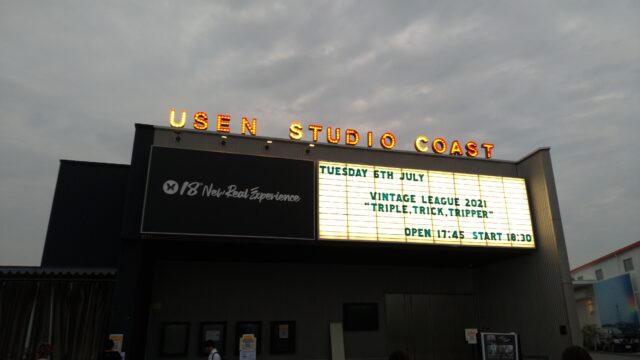 USEN STUDIO COAST
18 New Real Experience
TUESDAY 6TH JULY
VINTAGE LEAGUE 2021
"TRIPLE,TRICK,TRIPPER"
OPEN 17:45 START 18:30